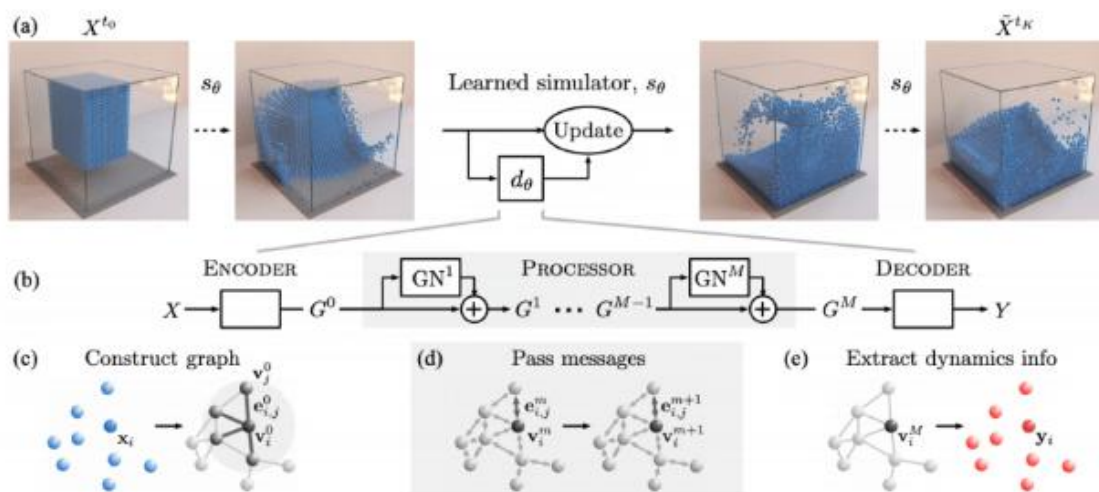 (a) X^{t_0} X̃^{t_K}
s_θ Learned simulator, s_θ s_θ
Update
d_θ
ENCODER PROCESSOR DECODER
(b) X G^0 GN^1 G^1 ··· G^{M−1} GN^M G^M Y
(c) Construct graph (d) Pass messages (e) Extract dynamics info
v_j^0
e_{i,j}^0 e_{i,j}^m e_{i,j}^{m+1}
x_i v_i^0 v_i^m v_i^{m+1} v_i^M y_i